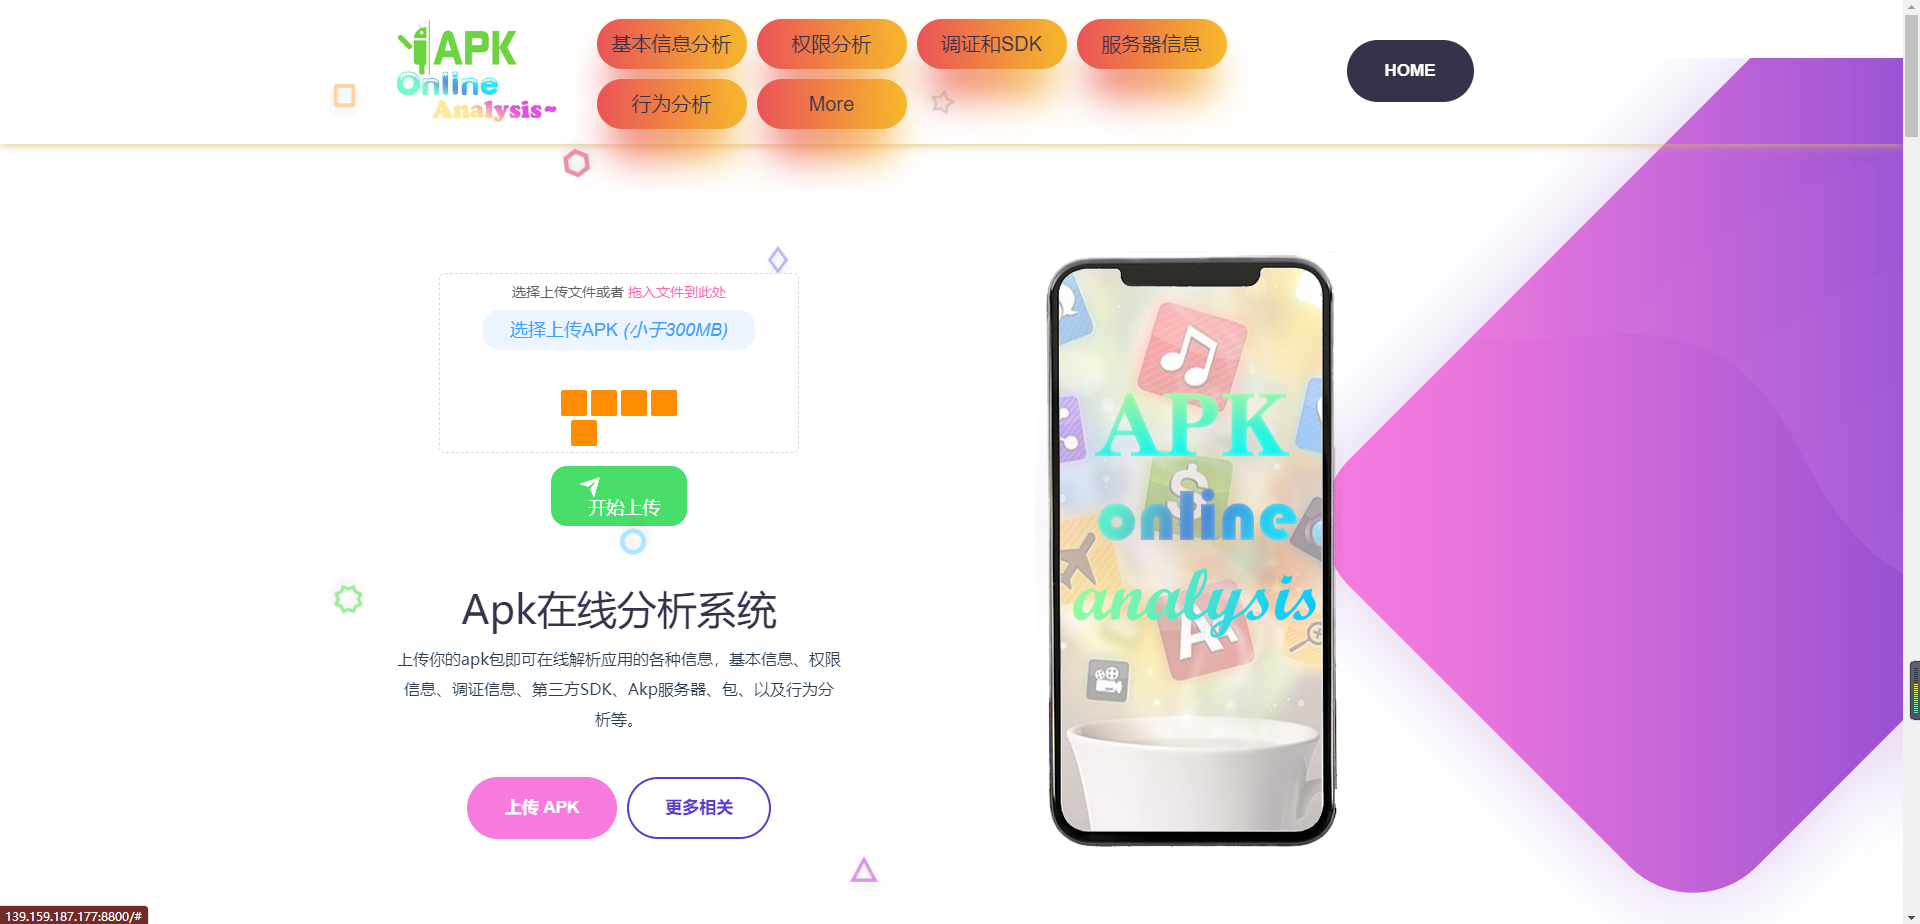 APK
Online
Analysis~
基本信息分析
权限分析
调证和SDK
服务器信息
行为分析
More
HOME
选择上传文件或者 拖入文件到此处
选择上传APK (小于300MB)
开始上传
Apk在线分析系统
上传你的apk包即可在线解析应用的各种信息，基本信息、权限
信息、调证信息、第三方SDK、Akp服务器、包、以及行为分
析等。
上传 APK
更多相关
APK
online
analysis
139.159.187.177:8800/#